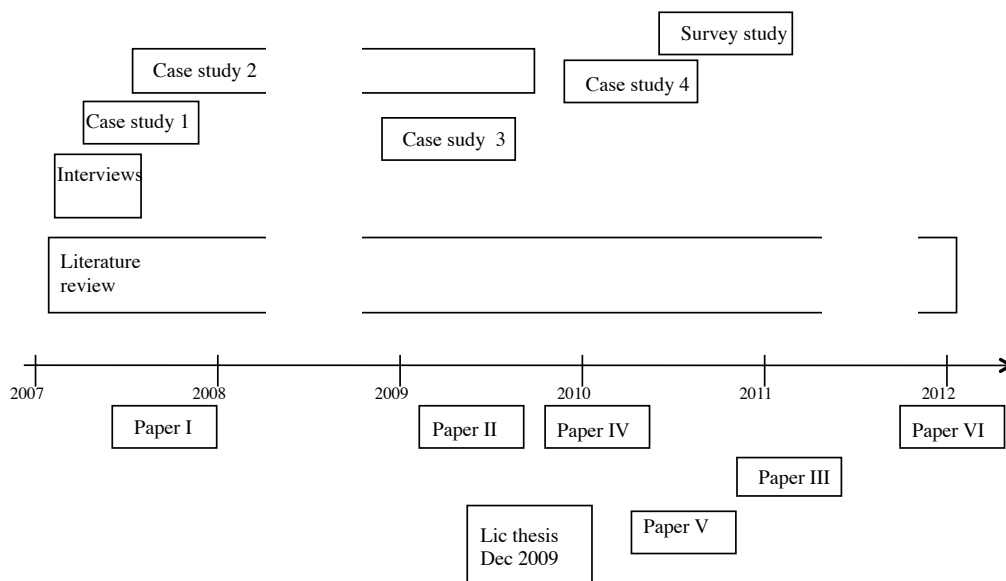 Survey study
Case study 2
Case study 4
Case study 1
Case sudy 3
Interviews
Literature
review
2007
2008
2009
2010
2011
2012
Paper I
Paper II
Paper IV
Paper VI
Paper III
Lic thesis
Dec 2009
Paper V